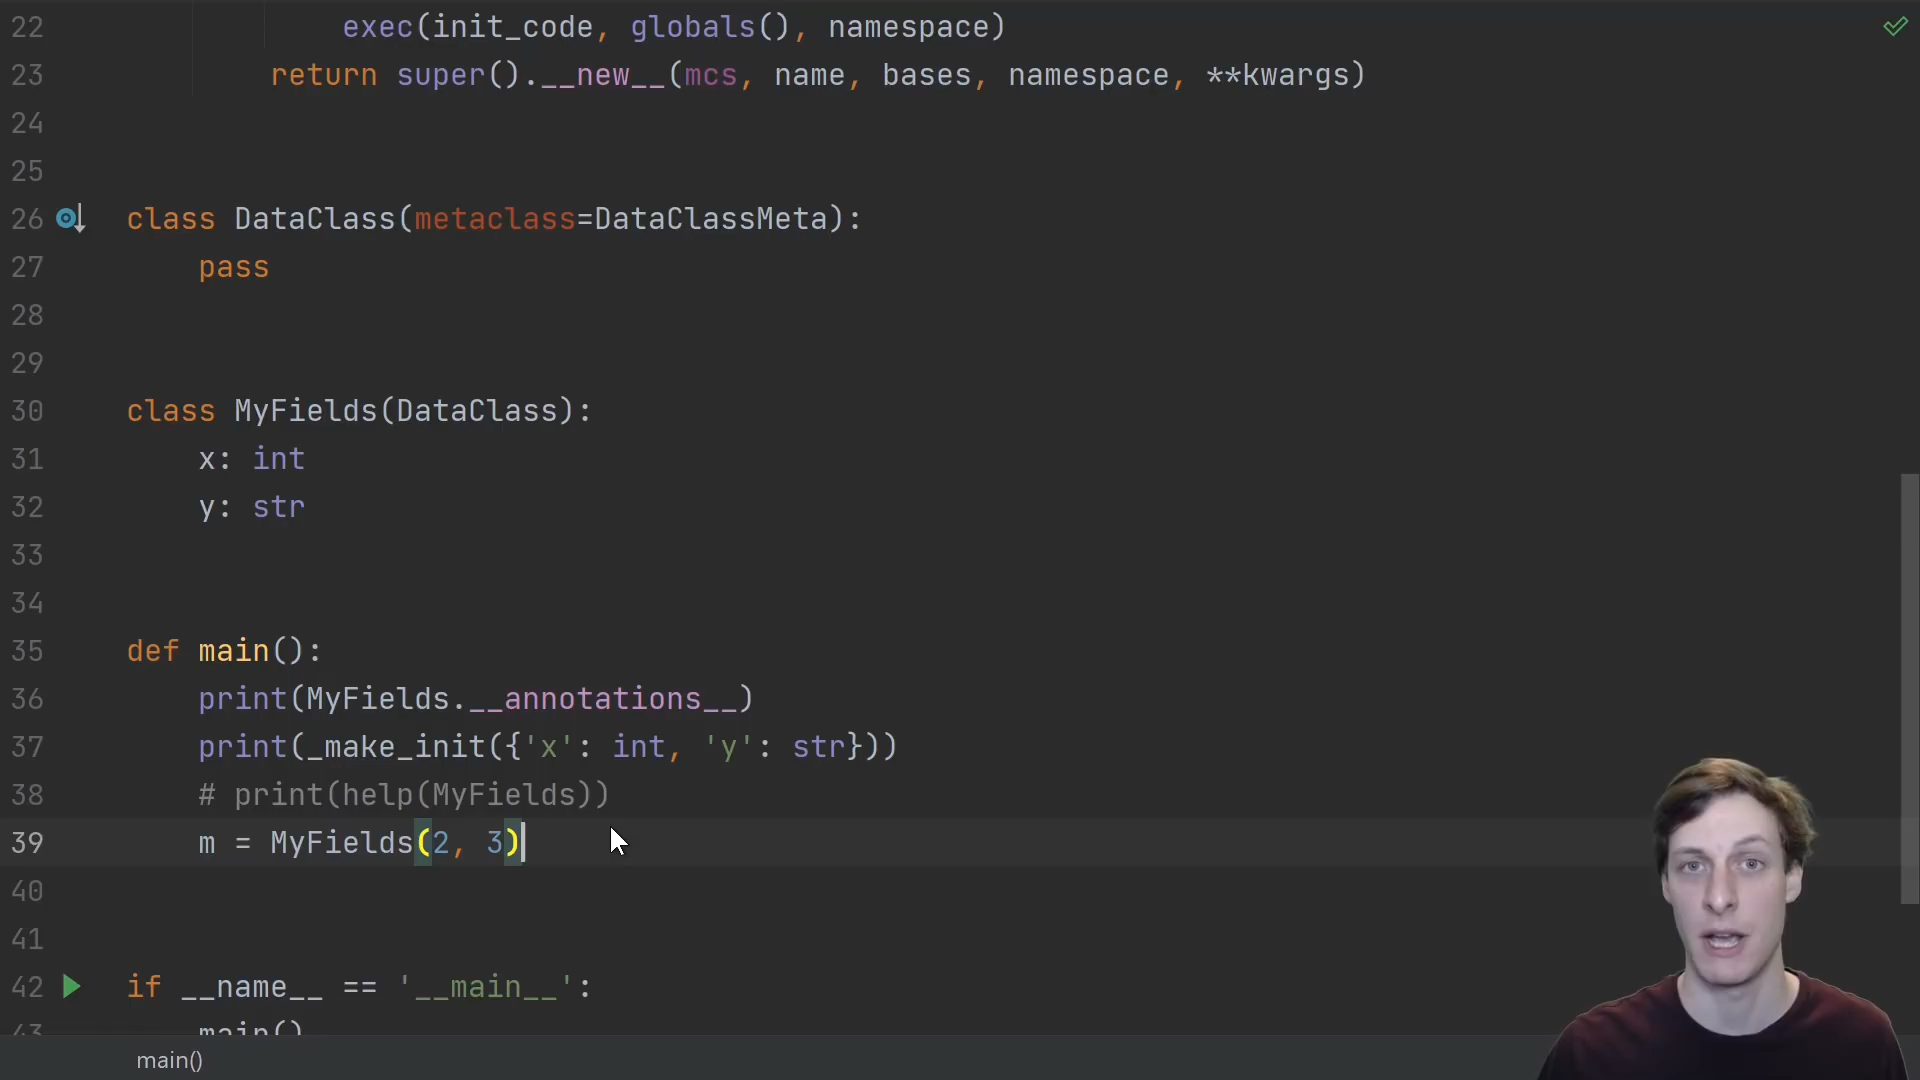 22 exec(init_code, globals(), namespace)
23 return super().__new__(mcs, name, bases, namespace, **kwargs)
24
25
26 class DataClass(metaclass=DataClassMeta):
27 pass
28
29
30 class MyFields(DataClass):
31 x: int
32 y: str
33
34
35 def main():
36 print(MyFields.__annotations__)
37 print(_make_init({'x': int, 'y': str}))
38 # print(help(MyFields))
39 m = MyFields(2, 3)
40
41
42 if __name__ == '__main__':
43 main()
main()